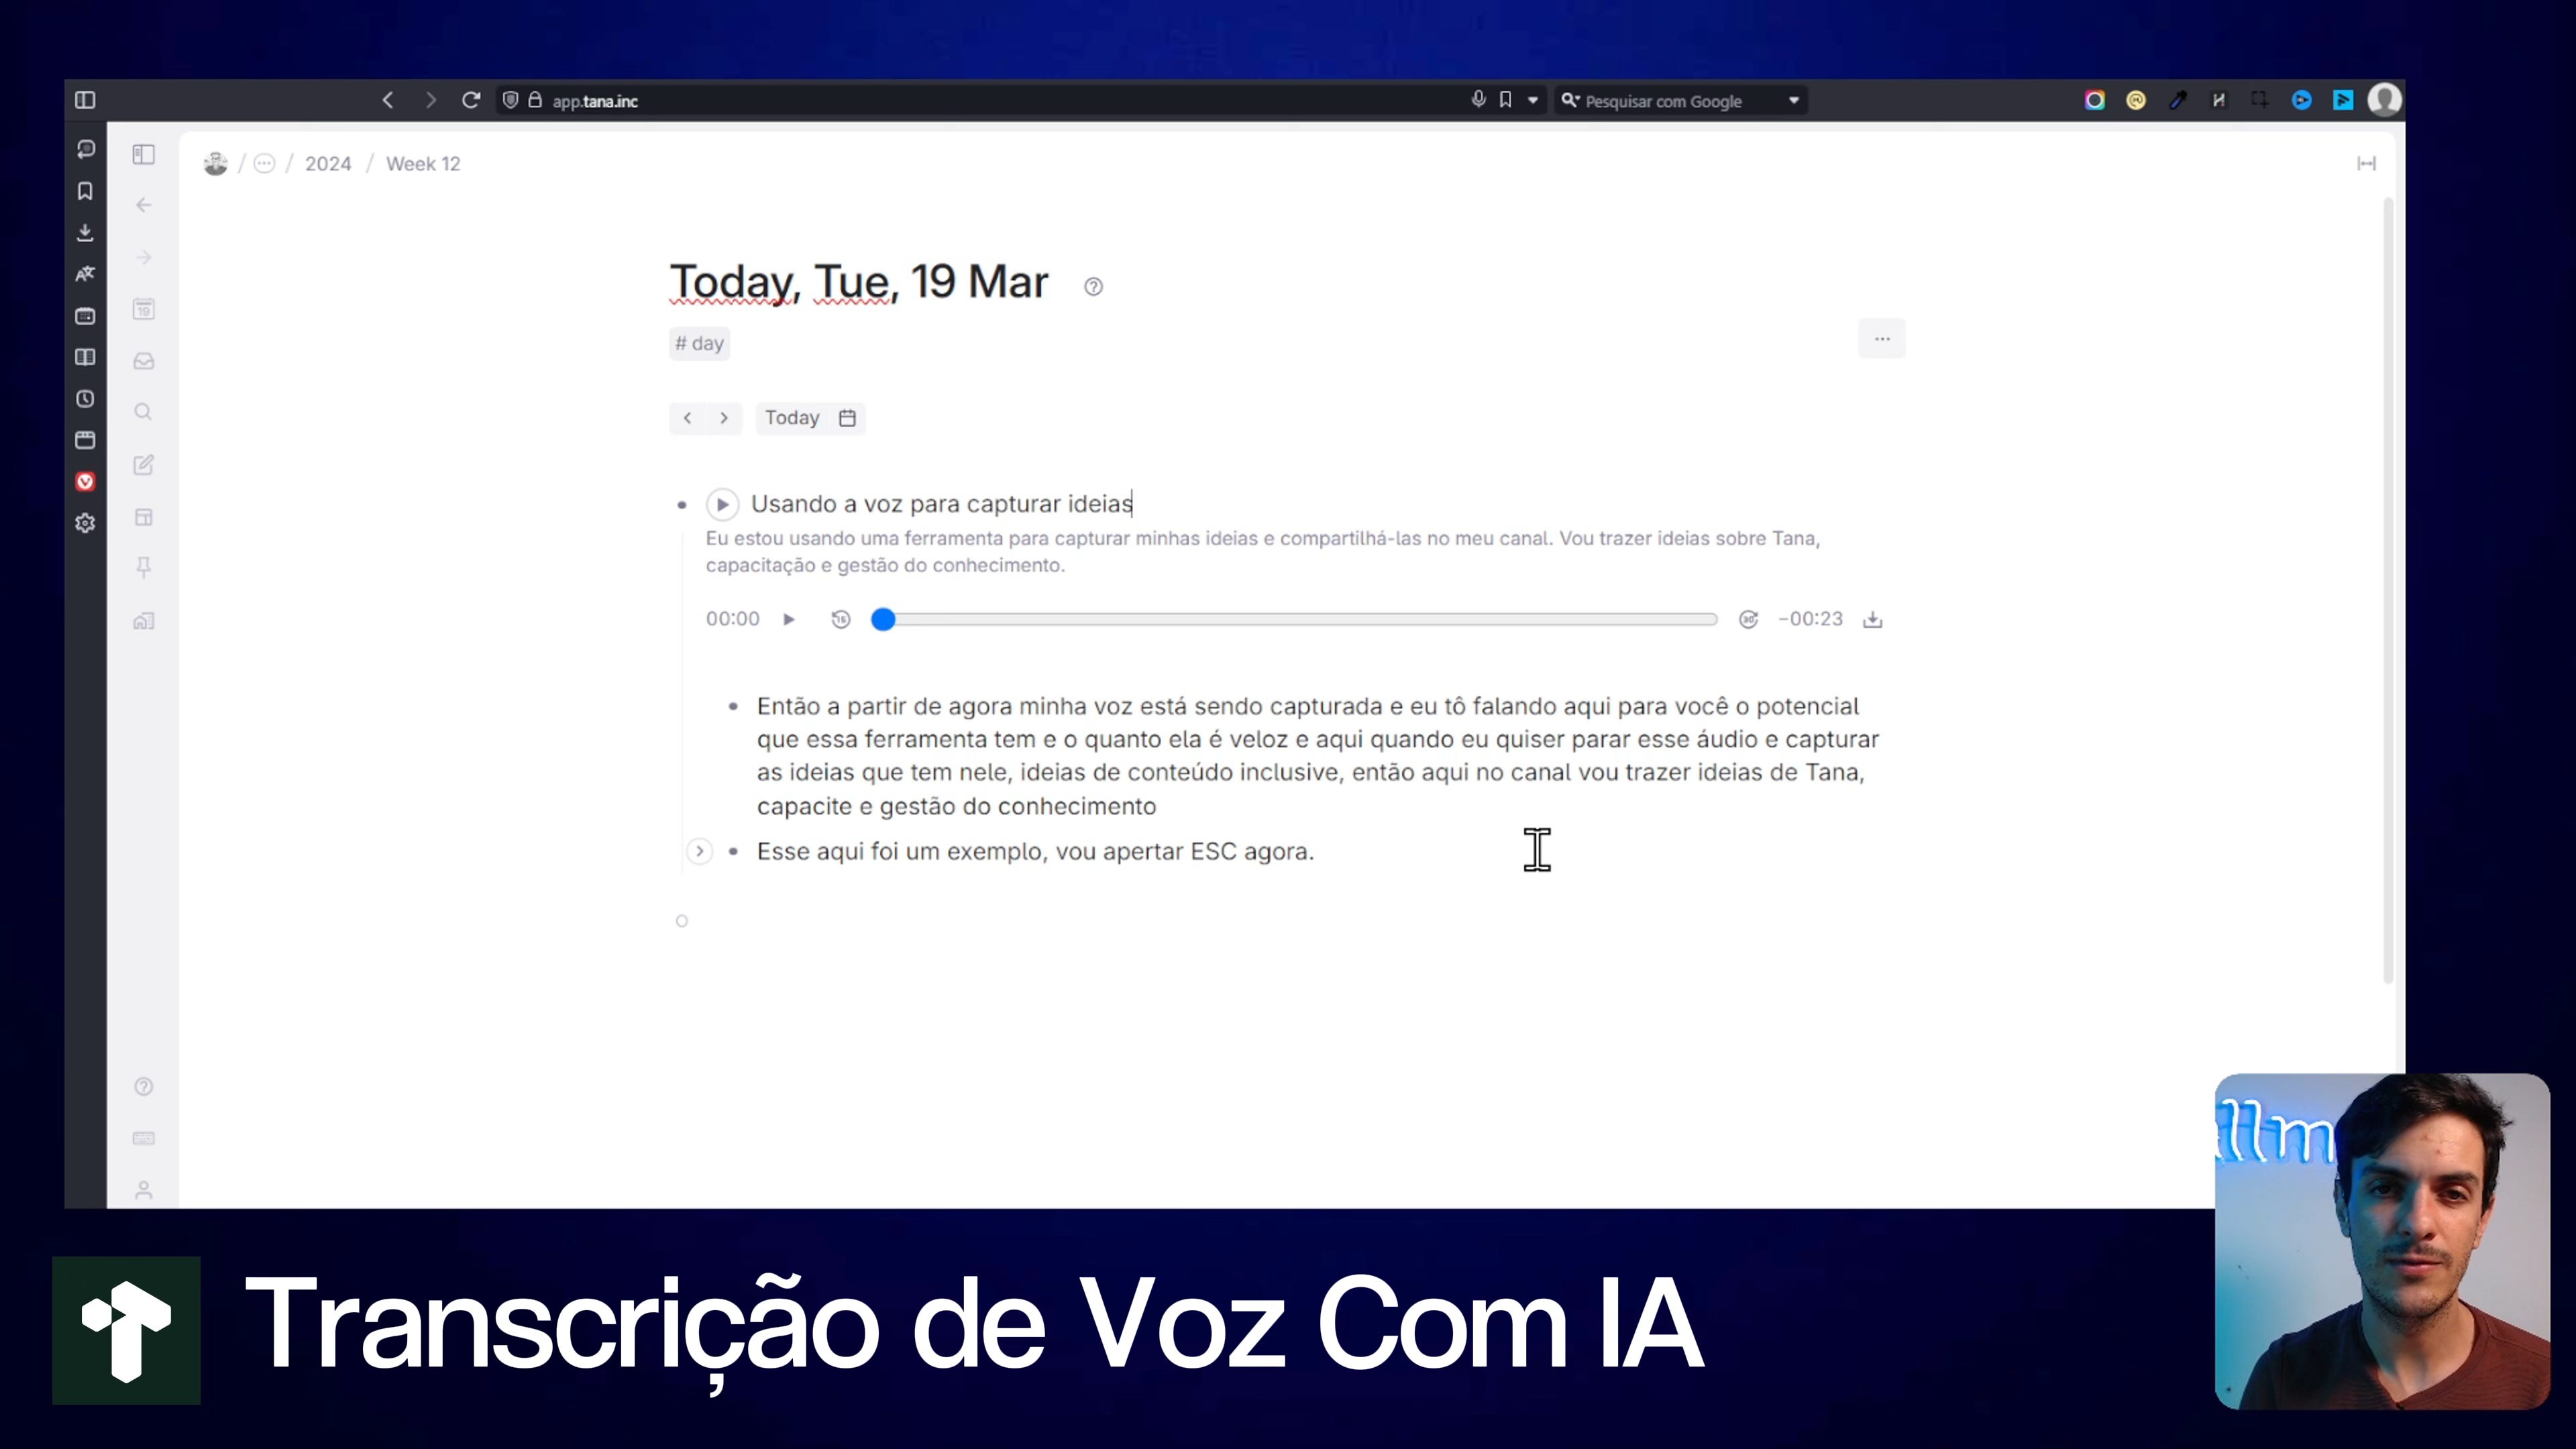 app.tana.inc
Pesquisar com Google
/ / 2024 / Week 12
19
Today, Tue, 19 Mar
# day
Today
Usando a voz para capturar ideias
Eu estou usando uma ferramenta para capturar minhas ideias e compartilhá-las no meu canal. Vou trazer ideias sobre Tana,
capacitação e gestão do conhecimento.
00:00
15
30
-00:23
Então a partir de agora minha voz está sendo capturada e eu tô falando aqui para você o potencial
que essa ferramenta tem e o quanto ela é veloz e aqui quando eu quiser parar esse áudio e capturar
as ideias que tem nele, ideias de conteúdo inclusive, então aqui no canal vou trazer ideias de Tana,
capacite e gestão do conhecimento
Esse aqui foi um exemplo, vou apertar ESC agora.
llm
Transcrição de Voz Com IA